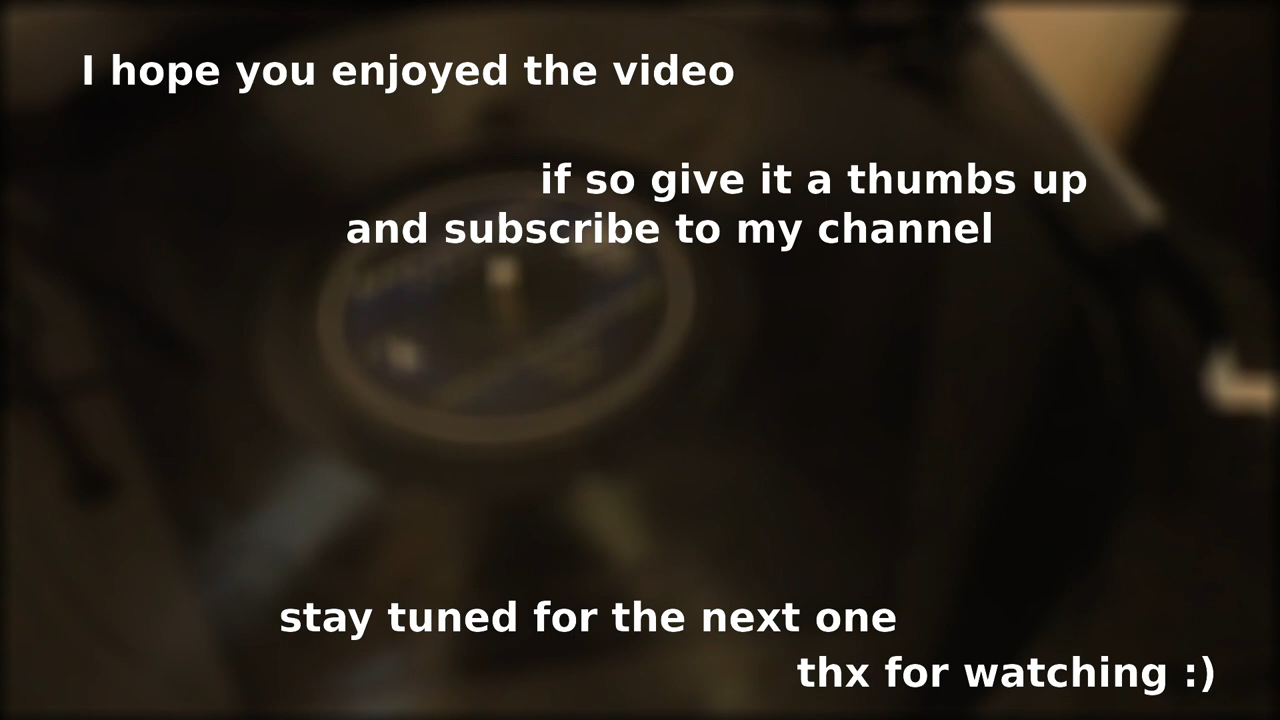 I hope you enjoyed the video
if so give it a thumbs up
and subscribe to my channel
stay tuned for the next one
thx for watching :)